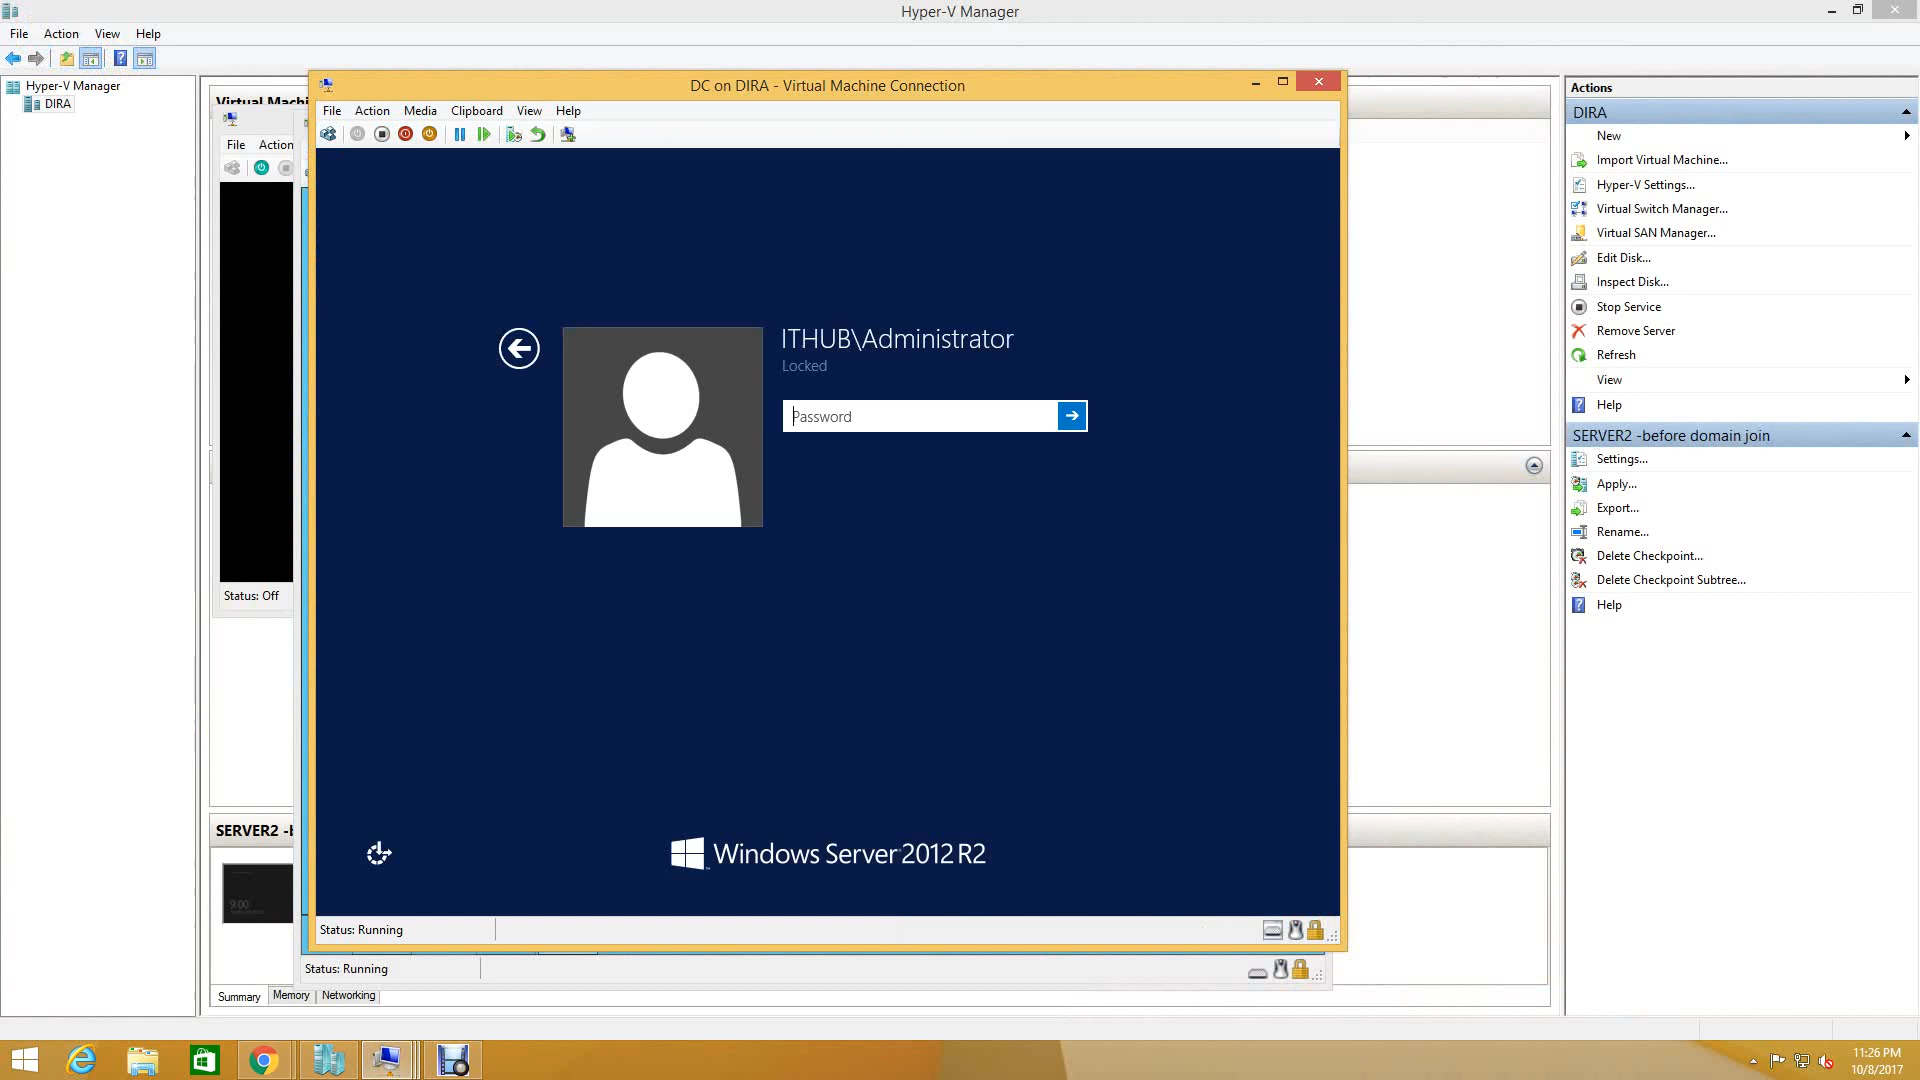 Hyper-V Manager
File Action View Help
Hyper-V Manager
DIRA
Virtual Machi
File Action
Status: Off
DC on DIRA - Virtual Machine Connection
File Action Media Clipboard View Help
ITHUB\Administrator
Locked
Password
Windows Server 2012 R2
Status: Running
Status: Running
SERVER2 -b
9:00
Summary Memory Networking
Actions
DIRA
New
Import Virtual Machine...
Hyper-V Settings...
Virtual Switch Manager...
Virtual SAN Manager...
Edit Disk...
Inspect Disk...
Stop Service
Remove Server
Refresh
View
Help
SERVER2 -before domain join
Settings...
Apply...
Export...
Rename...
Delete Checkpoint...
Delete Checkpoint Subtree...
Help
11:26 PM
10/8/2017